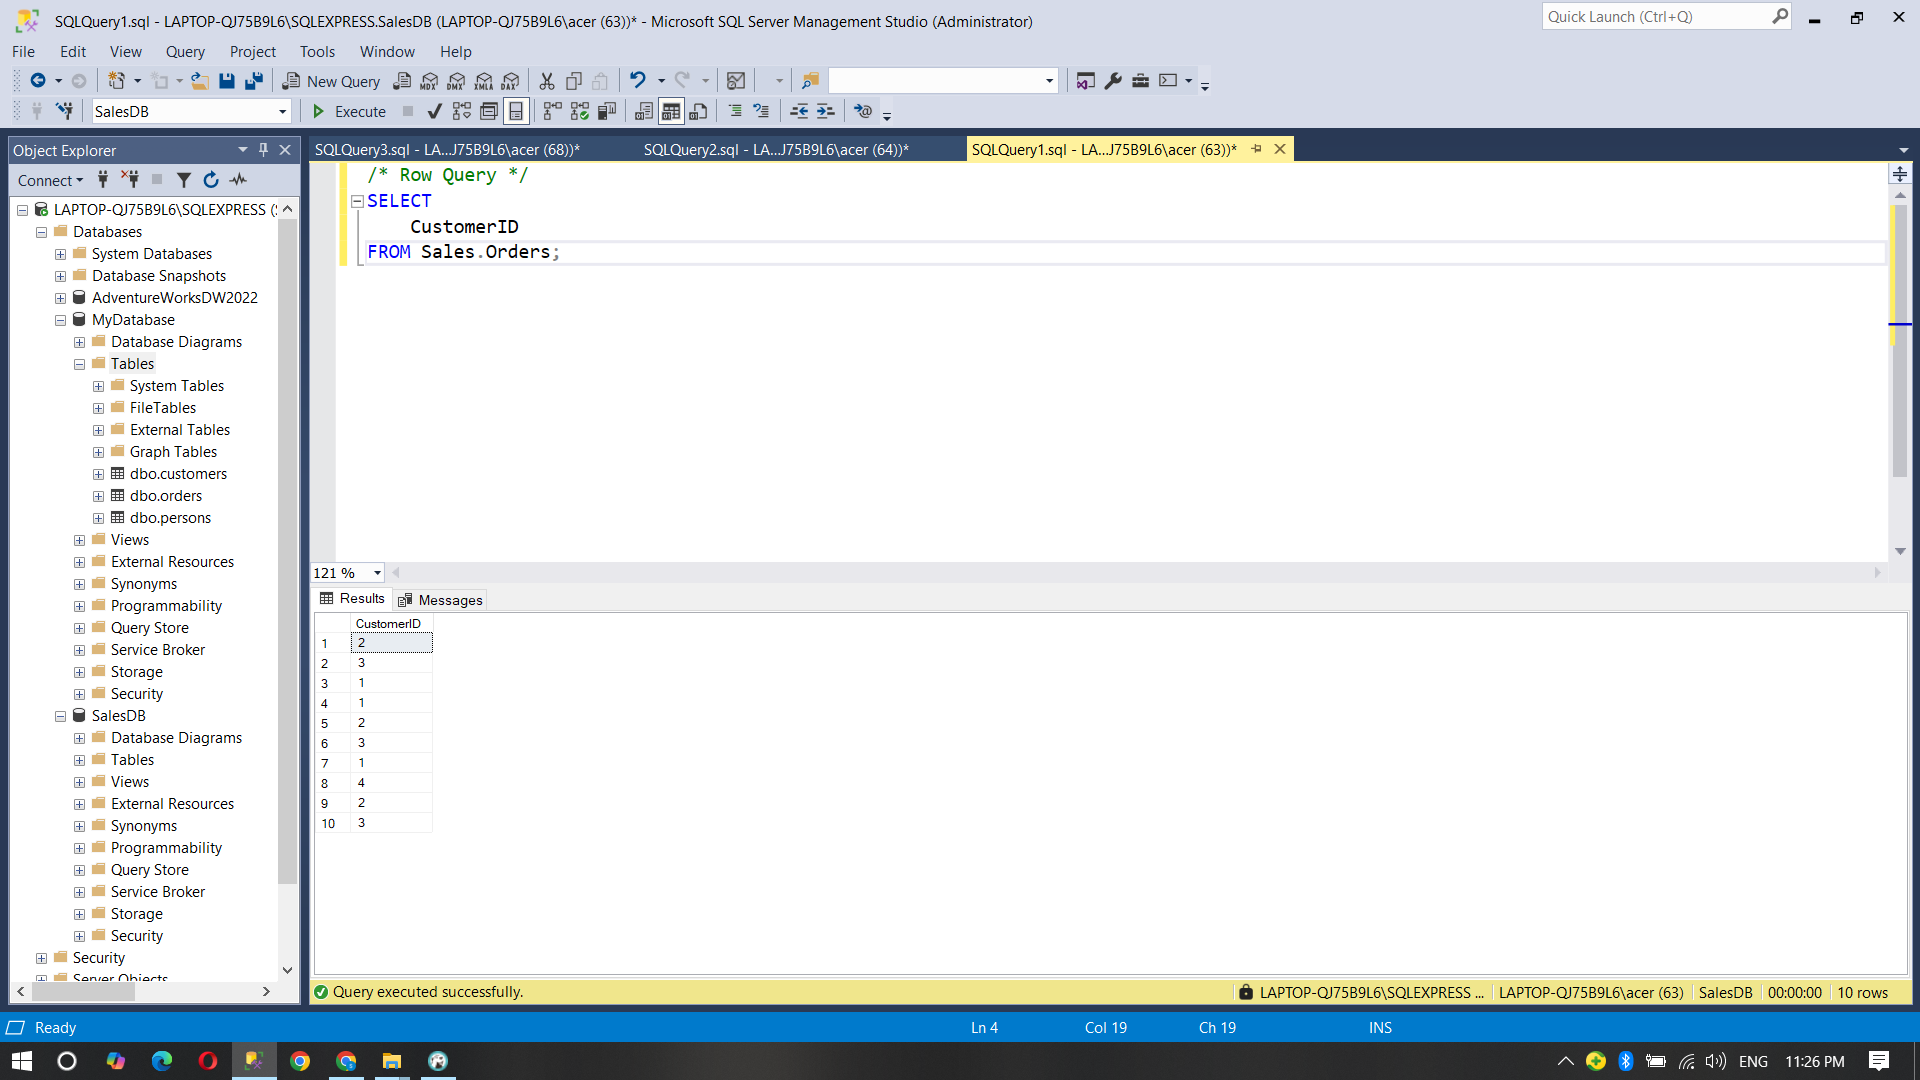 SQLQuery1.sql - LAPTOP-QJ75B9L6\SQLEXPRESS.SalesDB (LAPTOP-QJ75B9L6\acer (63))* - Microsoft SQL Server Management Studio (Administrator)
Quick Launch (Ctrl+Q)
File Edit View Query Project Tools Window Help
New Query MDX DMX XMLA DAX
SalesDB Execute
Object Explorer
SQLQuery3.sql - LA...J75B9L6\acer (68))* SQLQuery2.sql - LA...J75B9L6\acer (64))* SQLQuery1.sql - LA...J75B9L6\acer (63))*
Connect
LAPTOP-QJ75B9L6\SQLEXPRESS (
Databases
System Databases
Database Snapshots
AdventureWorksDW2022
MyDatabase
Database Diagrams
Tables
System Tables
FileTables
External Tables
Graph Tables
dbo.customers
dbo.orders
dbo.persons
Views
External Resources
Synonyms
Programmability
Query Store
Service Broker
Storage
Security
SalesDB
Database Diagrams
Tables
Views
External Resources
Synonyms
Programmability
Query Store
Service Broker
Storage
Security
Security
Server Objects
/* Row Query */
SELECT
CustomerID
FROM Sales.Orders;
121 %
Results Messages
CustomerID
1 2
2 3
3 1
4 1
5 2
6 3
7 1
8 4
9 2
10 3
Query executed successfully. LAPTOP-QJ75B9L6\SQLEXPRESS ... LAPTOP-QJ75B9L6\acer (63) SalesDB 00:00:00 10 rows
Ready Ln 4 Col 19 Ch 19 INS
ENG 11:26 PM